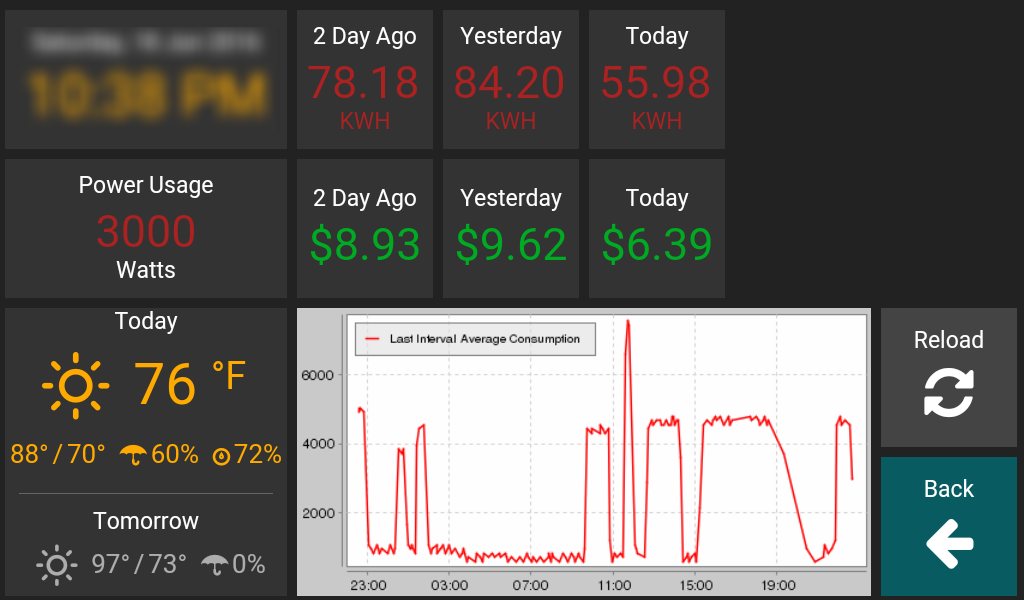 10:38 PM
2 Day Ago
78.18
KWH
Yesterday
84.20
KWH
Today
55.98
KWH
Power Usage
3000
Watts
2 Day Ago
$8.93
Yesterday
$9.62
Today
$6.39
Today
76 °F
88°/70° 60% 72%
Tomorrow
97°/73° 0%
Last Interval Average Consumption
6000
4000
2000
23:00 03:00 07:00 11:00 15:00 19:00
Reload
Back